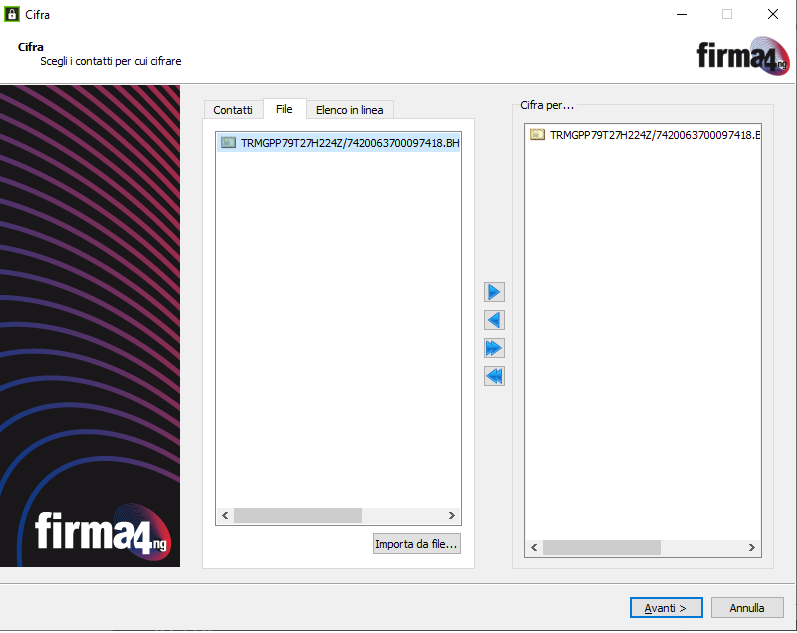 Cifra
Cifra
Scegli i contatti per cui cifrare
firma4ng
Contatti
File
Elenco in linea
TRMGPP79T27H224Z/7420063700097418.BH
Importa da file...
Cifra per...
TRMGPP79T27H224Z/7420063700097418.B
firma4ng
Avanti >
Annulla